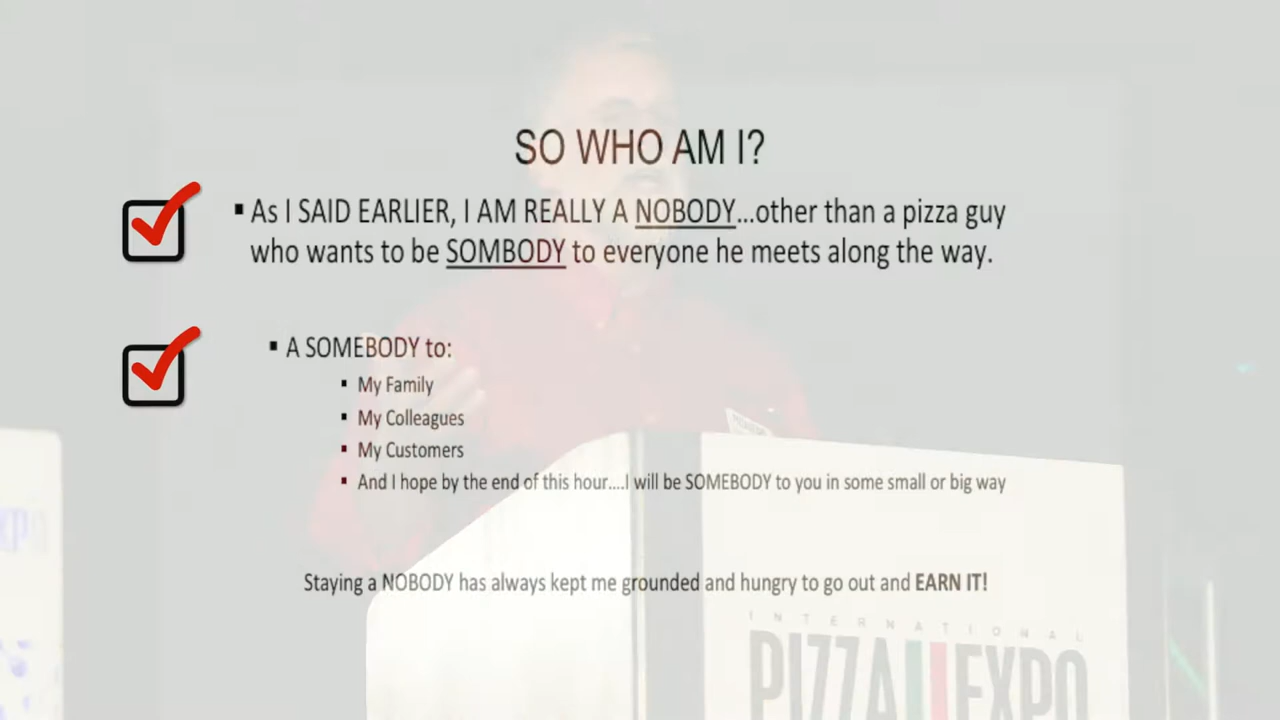 SO WHO AM I?
▪ As I SAID EARLIER, I AM REALLY A NOBODY...other than a pizza guy
who wants to be SOMBODY to everyone he meets along the way.
▪ A SOMEBODY to:
▪ My Family
▪ My Colleagues
▪ My Customers
▪ And I hope by the end of this hour....I will be SOMEBODY to you in some small or big way
Staying a NOBODY has always kept me grounded and hungry to go out and EARN IT!
INTERNATIONAL
PIZZA EXPO